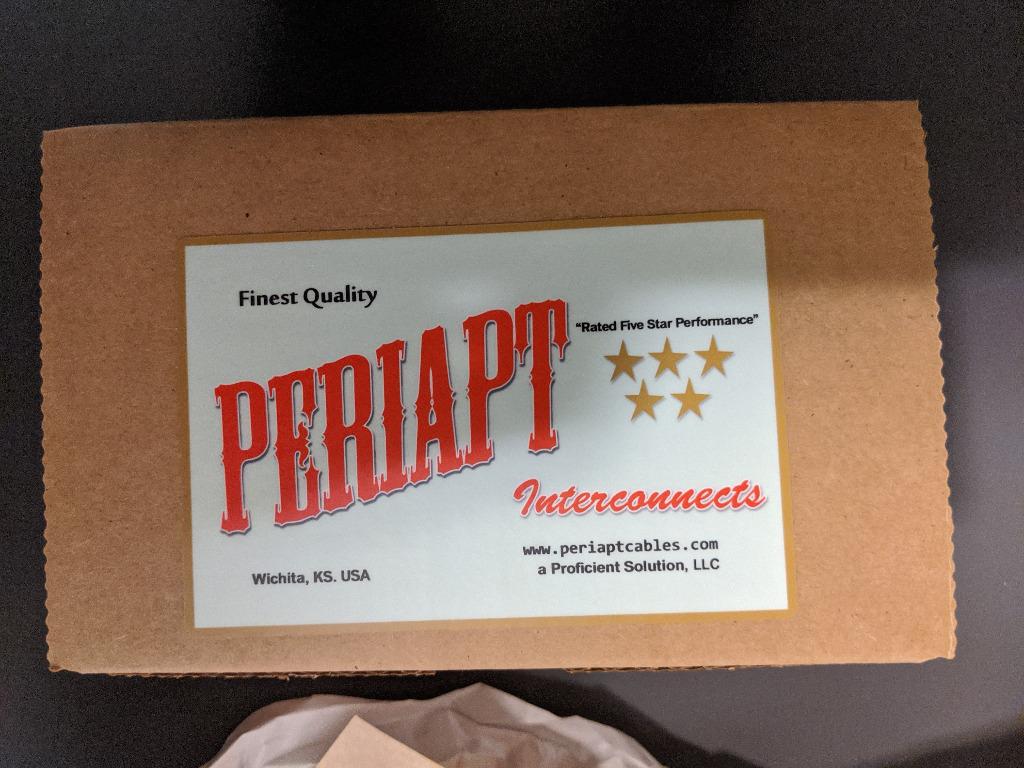 Finest Quality
PERIAPT
"Rated Five Star Performance"
Interconnects
www.periaptcables.com
a Proficient Solution, LLC
Wichita, KS. USA